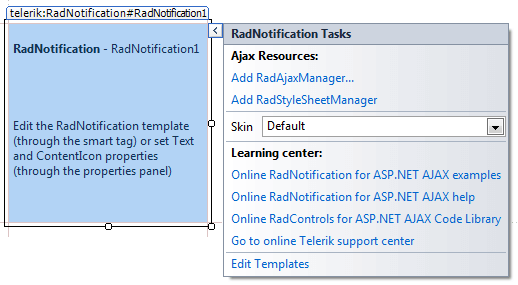 telerik:RadNotification#RadNotification1
RadNotification - RadNotification1
Edit the RadNotification template
(through the smart tag) or set Text
and ContentIcon properties
(through the properties panel)
RadNotification Tasks
Ajax Resources:
Add RadAjaxManager...
Add RadStyleSheetManager
Skin Default
Learning center:
Online RadNotification for ASP.NET AJAX examples
Online RadNotification for ASP.NET AJAX help
Online RadControls for ASP.NET AJAX Code Library
Go to online Telerik support center
Edit Templates